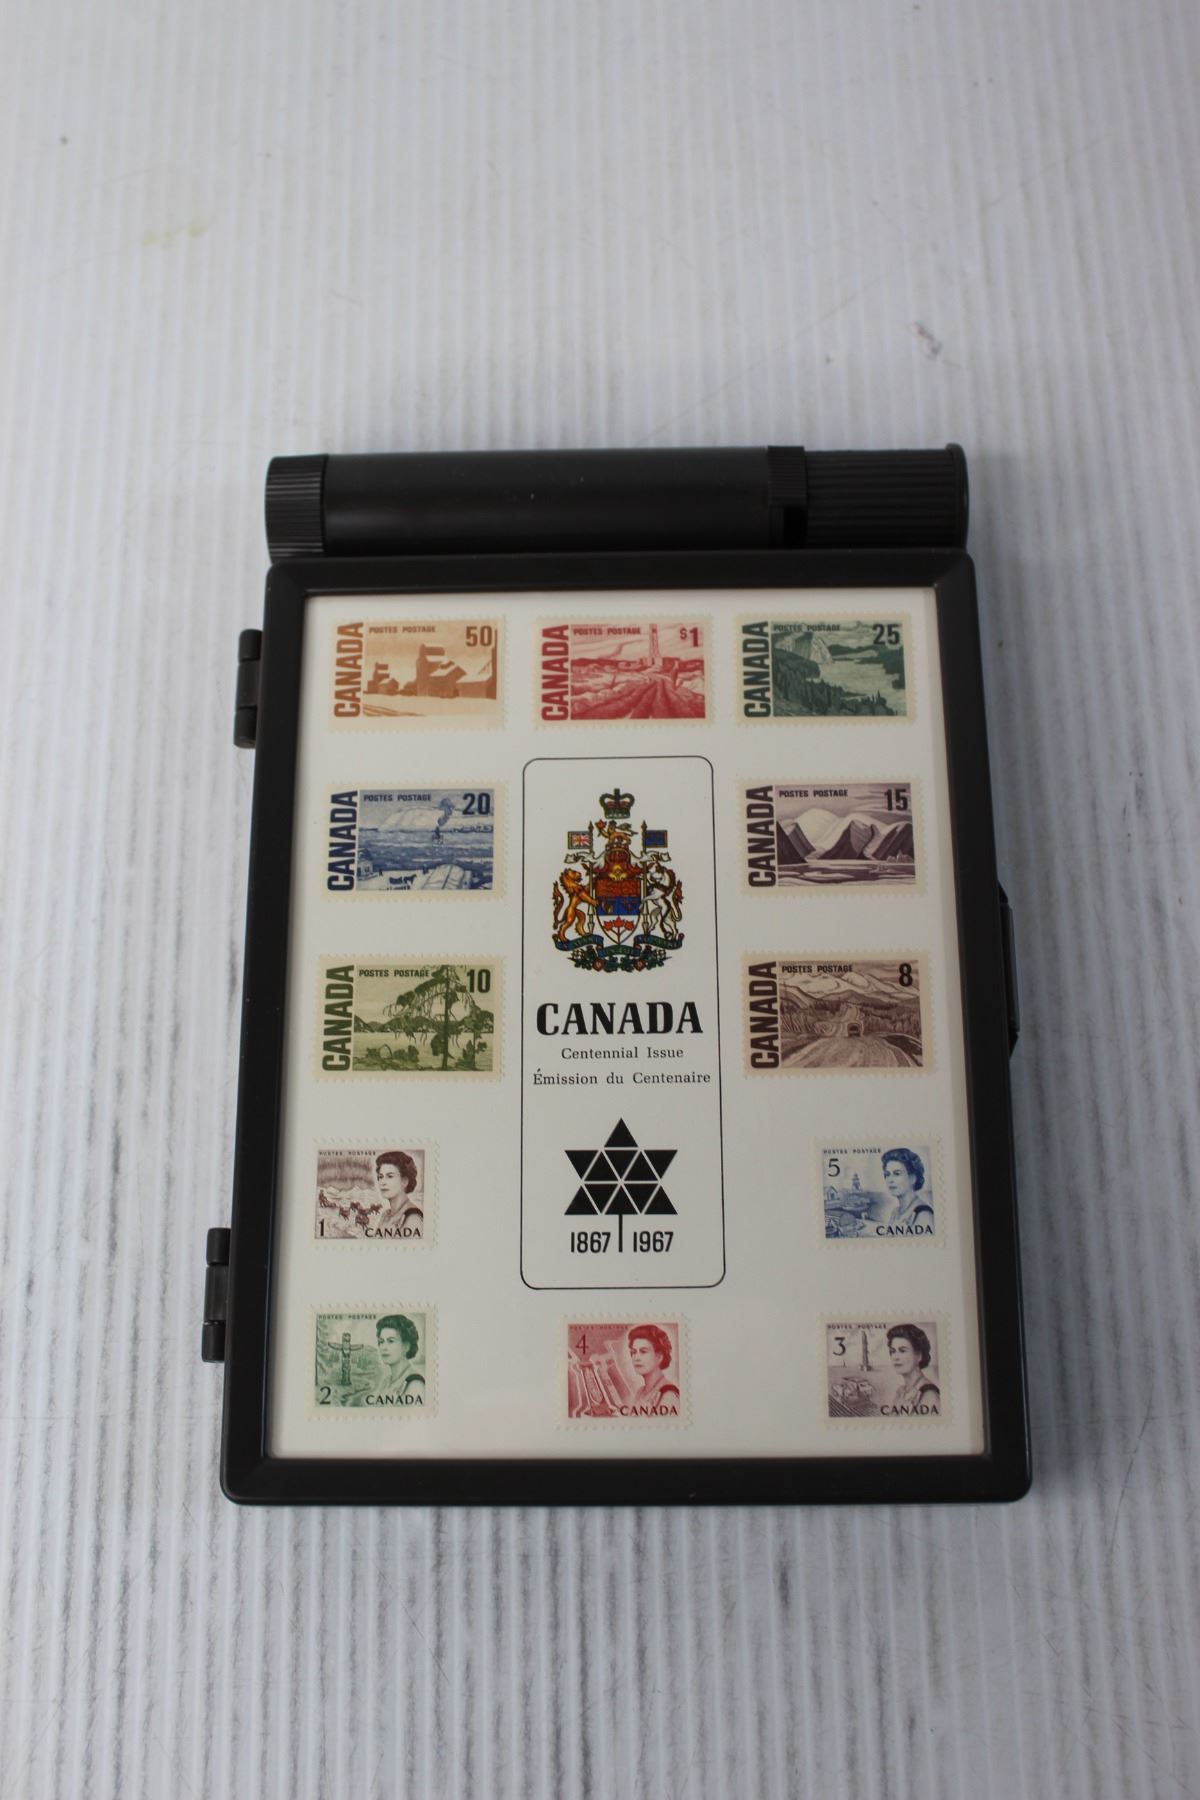 CANADA POSTES POSTAGE 50
CANADA POSTES POSTAGE $1
CANADA POSTES POSTAGE 25
CANADA POSTES POSTAGE 20
CANADA POSTES POSTAGE 15
CANADA POSTES POSTAGE 10
CANADA POSTES POSTAGE 8
CANADA
Centennial Issue
Émission du Centenaire
1867 1967
POSTES POSTAGE
1 CANADA
POSTES POSTAGE
5
CANADA
POSTES POSTAGE
2 CANADA
POSTES POSTAGE
4
CANADA
POSTES POSTAGE
3
CANADA